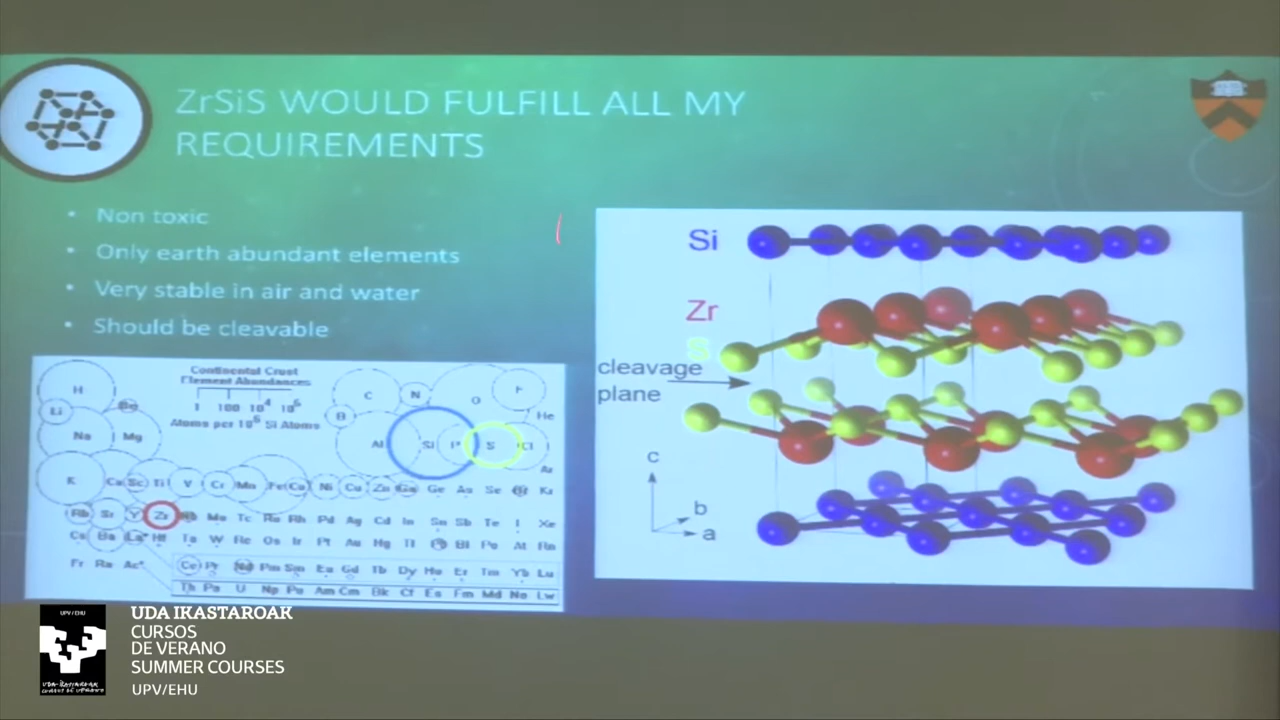 ZrSiS WOULD FULFILL ALL MY
REQUIREMENTS
• Non toxic
• Only earth abundant elements
• Very stable in air and water
• Should be cleavable
Si
Zr
S
cleavage
plane
c
b
a
Continental Crust
Element Abundances
1 100 10⁴ 10⁶
Atoms per 10⁶ Si Atoms
H C N O F
Li B He
Na Mg Al Si P S Cl
Ar
K Ca Sc Ti V Cr Mn Fe Co Ni Cu Zn Ga Ge As Se Br Kr
Rb Sr Y Zr Nb Mo Tc Ru Rh Pd Ag Cd In Sn Sb Te I Xe
Cs Ba La* Hf Ta W Re Os Ir Pt Au Hg Tl Pb Bi Po At Rn
Fr Ra Ac* Ce Pr Nd Pm Sm Eu Gd Tb Dy Ho Er Tm Yb Lu
Th Pa U Np Pu Am Cm Bk Cf Es Fm Md No Lw
UPV / EHU
UDA IKASTAROAK
CURSOS
DE VERANO
SUMMER COURSES
UPV/EHU